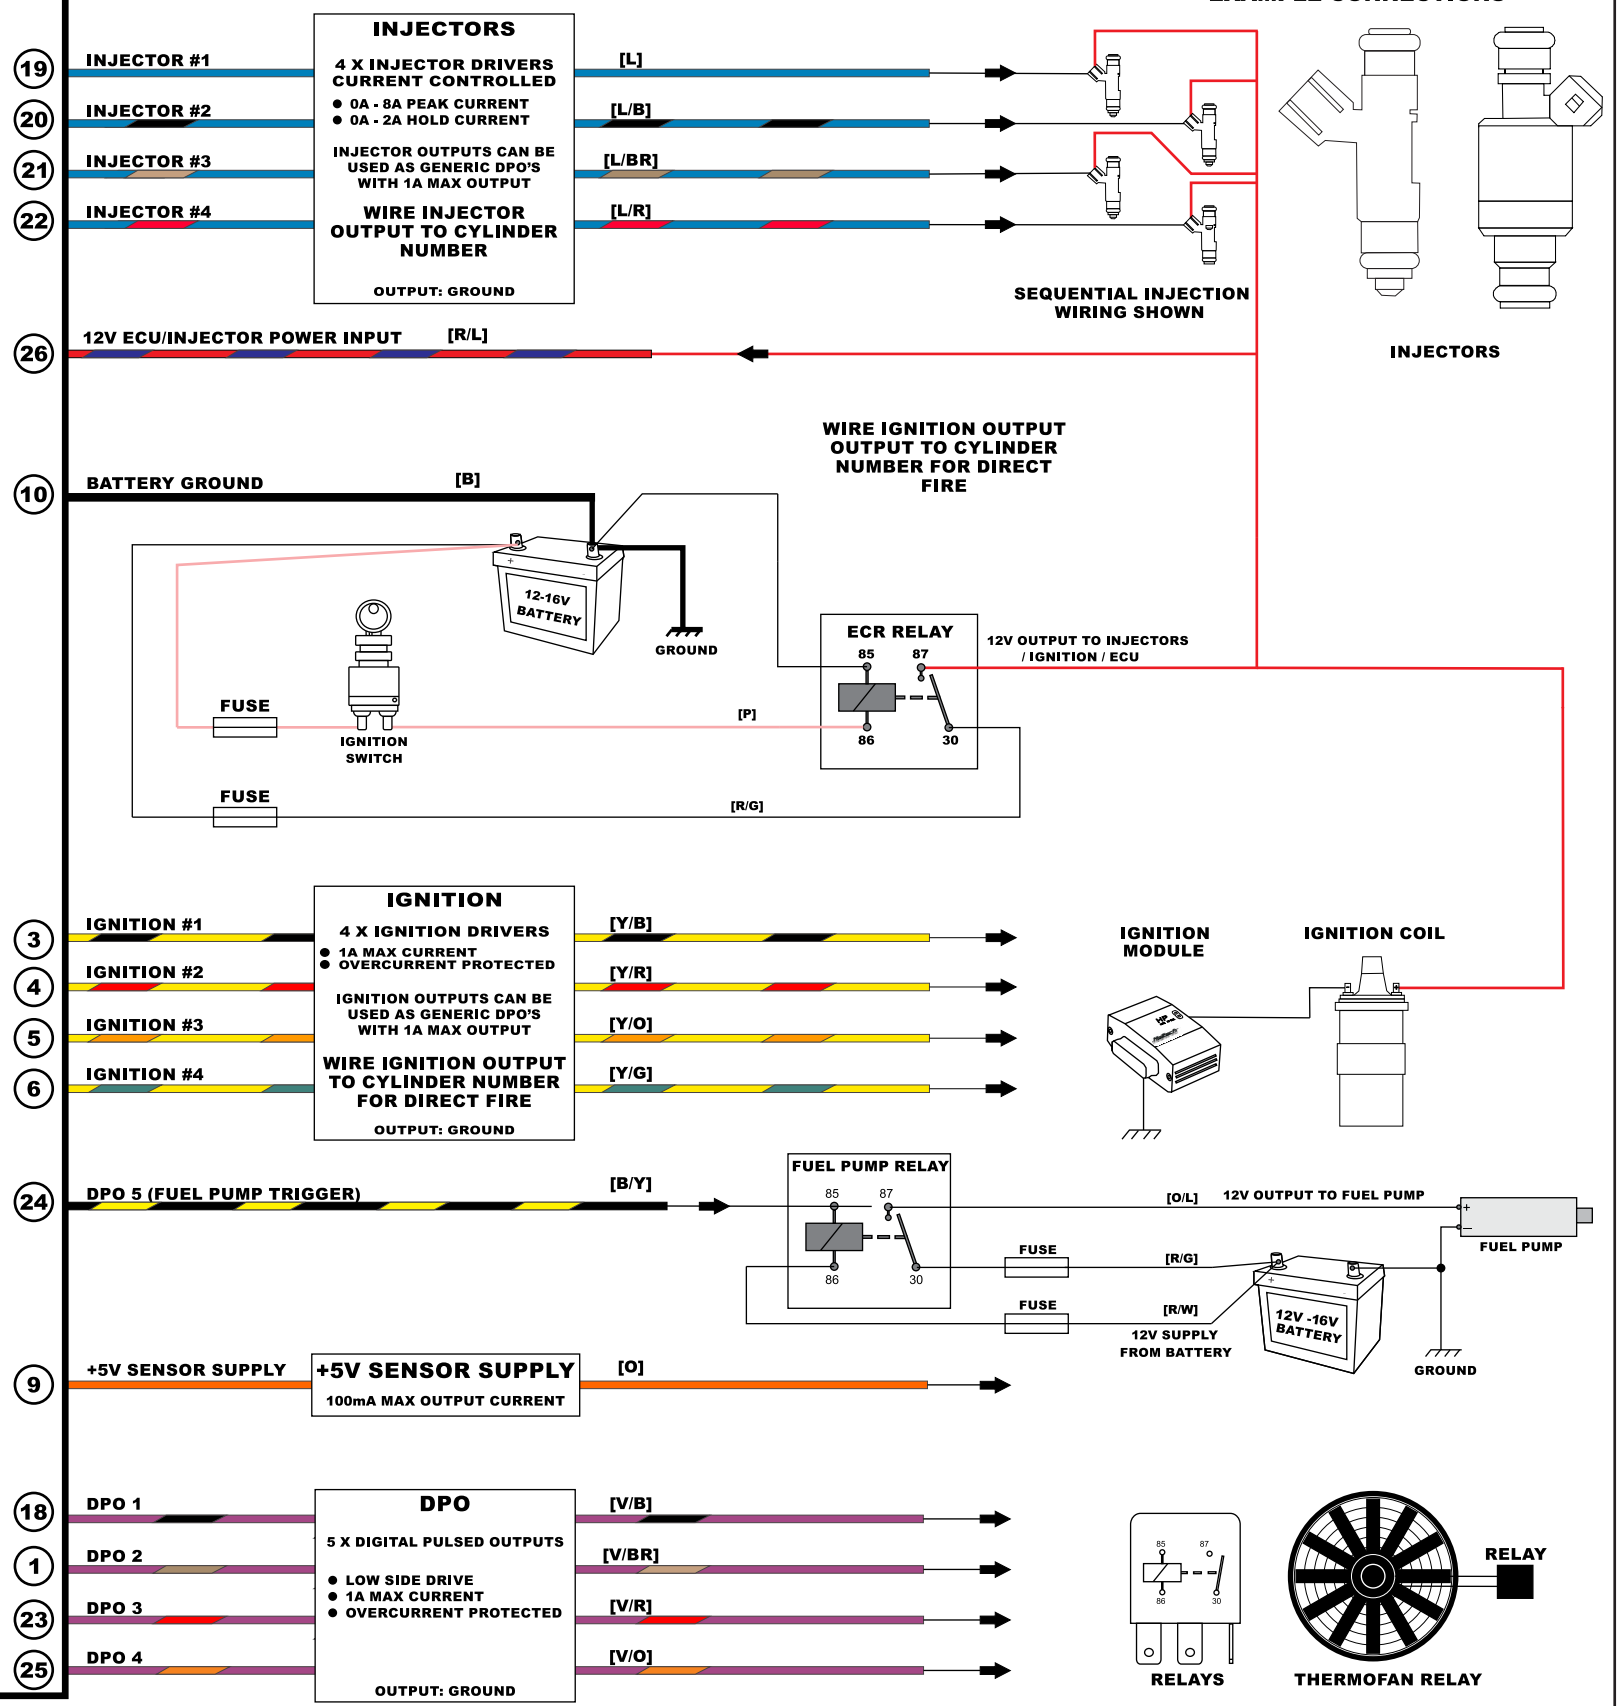 EXAMPLE CONNECTIONS
19
INJECTOR #1
20
INJECTOR #2
21
INJECTOR #3
22
INJECTOR #4
INJECTORS
4 X INJECTOR DRIVERS
CURRENT CONTROLLED
● 0A - 8A PEAK CURRENT
● 0A - 2A HOLD CURRENT
INJECTOR OUTPUTS CAN BE
USED AS GENERIC DPO'S
WITH 1A MAX OUTPUT
WIRE INJECTOR
OUTPUT TO CYLINDER
NUMBER
OUTPUT: GROUND
[L]
[L/B]
[L/BR]
[L/R]
SEQUENTIAL INJECTION
WIRING SHOWN
INJECTORS
26
12V ECU/INJECTOR POWER INPUT
[R/L]
WIRE IGNITION OUTPUT
OUTPUT TO CYLINDER
NUMBER FOR DIRECT
FIRE
10
BATTERY GROUND
[B]
+
-
12-16V
BATTERY
GROUND
FUSE
IGNITION
SWITCH
[P]
ECR RELAY
85
87
86
30
12V OUTPUT TO INJECTORS
/ IGNITION / ECU
FUSE
[R/G]
3
IGNITION #1
4
IGNITION #2
5
IGNITION #3
6
IGNITION #4
IGNITION
4 X IGNITION DRIVERS
● 1A MAX CURRENT
● OVERCURRENT PROTECTED
IGNITION OUTPUTS CAN BE
USED AS GENERIC DPO'S
WITH 1A MAX OUTPUT
WIRE IGNITION OUTPUT
TO CYLINDER NUMBER
FOR DIRECT FIRE
OUTPUT: GROUND
[Y/B]
[Y/R]
[Y/O]
[Y/G]
IGNITION
MODULE
HP
IGNITION COIL
24
DPO 5 (FUEL PUMP TRIGGER)
[B/Y]
FUEL PUMP RELAY
85
87
86
30
[O/L]
12V OUTPUT TO FUEL PUMP
+
−
FUEL PUMP
FUSE
[R/G]
FUSE
[R/W]
12V SUPPLY
FROM BATTERY
+
12V -16V
BATTERY
GROUND
9
+5V SENSOR SUPPLY
+5V SENSOR SUPPLY
100mA MAX OUTPUT CURRENT
[O]
18
DPO 1
1
DPO 2
23
DPO 3
25
DPO 4
DPO
5 X DIGITAL PULSED OUTPUTS
● LOW SIDE DRIVE
● 1A MAX CURRENT
● OVERCURRENT PROTECTED
OUTPUT: GROUND
[V/B]
[V/BR]
[V/R]
[V/O]
85
87
86
30
RELAYS
RELAY
THERMOFAN RELAY